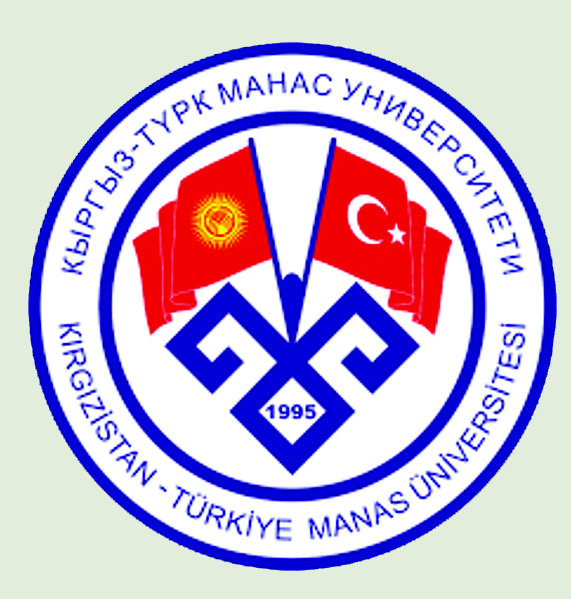 КЫРГЫЗ-ТҮРК МАНАС УНИВЕРСИТЕТИ
1995
KIRGIZİSTAN - TÜRKİYE MANAS ÜNİVERSİTESİ